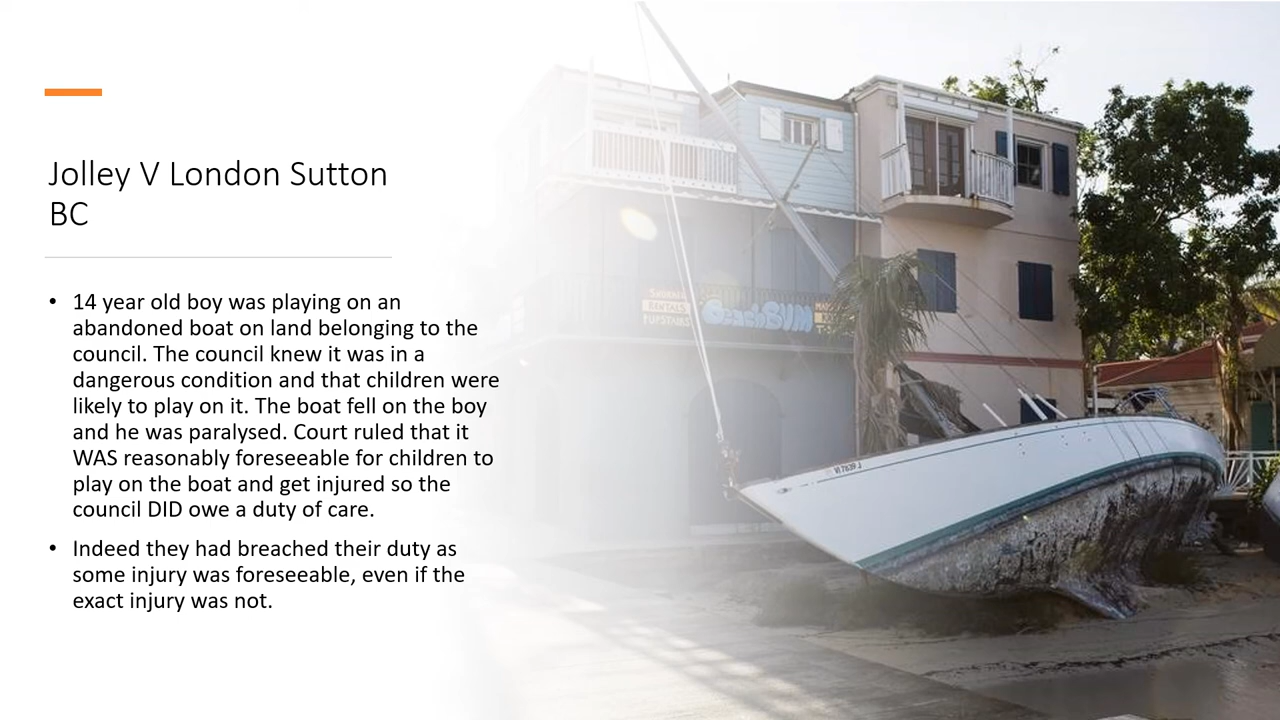 Jolley V London Sutton
BC
• 14 year old boy was playing on an
abandoned boat on land belonging to the
council. The council knew it was in a
dangerous condition and that children were
likely to play on it. The boat fell on the boy
and he was paralysed. Court ruled that it
WAS reasonably foreseeable for children to
play on the boat and get injured so the
council DID owe a duty of care.
• Indeed they had breached their duty as
some injury was foreseeable, even if the
exact injury was not.
RENTALS
UPSTAIRS
BeachBUM